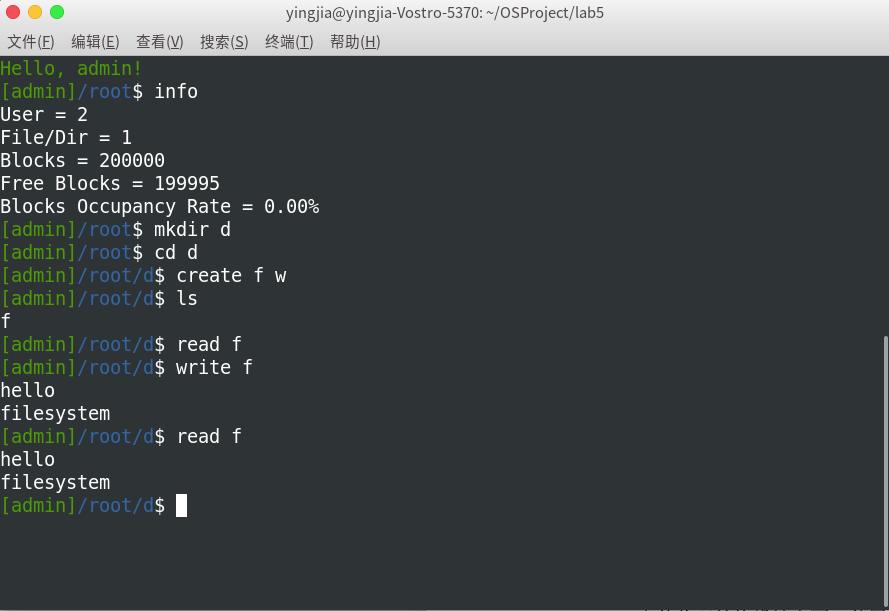 yingjia@yingjia-Vostro-5370: ~/OSProject/lab5
文件(F) 编辑(E) 查看(V) 搜索(S) 终端(T) 帮助(H)
Hello, admin!
[admin]/root$ info
User = 2
File/Dir = 1
Blocks = 200000
Free Blocks = 199995
Blocks Occupancy Rate = 0.00%
[admin]/root$ mkdir d
[admin]/root$ cd d
[admin]/root/d$ create f w
[admin]/root/d$ ls
f
[admin]/root/d$ read f
[admin]/root/d$ write f
hello
filesystem
[admin]/root/d$ read f
hello
filesystem
[admin]/root/d$